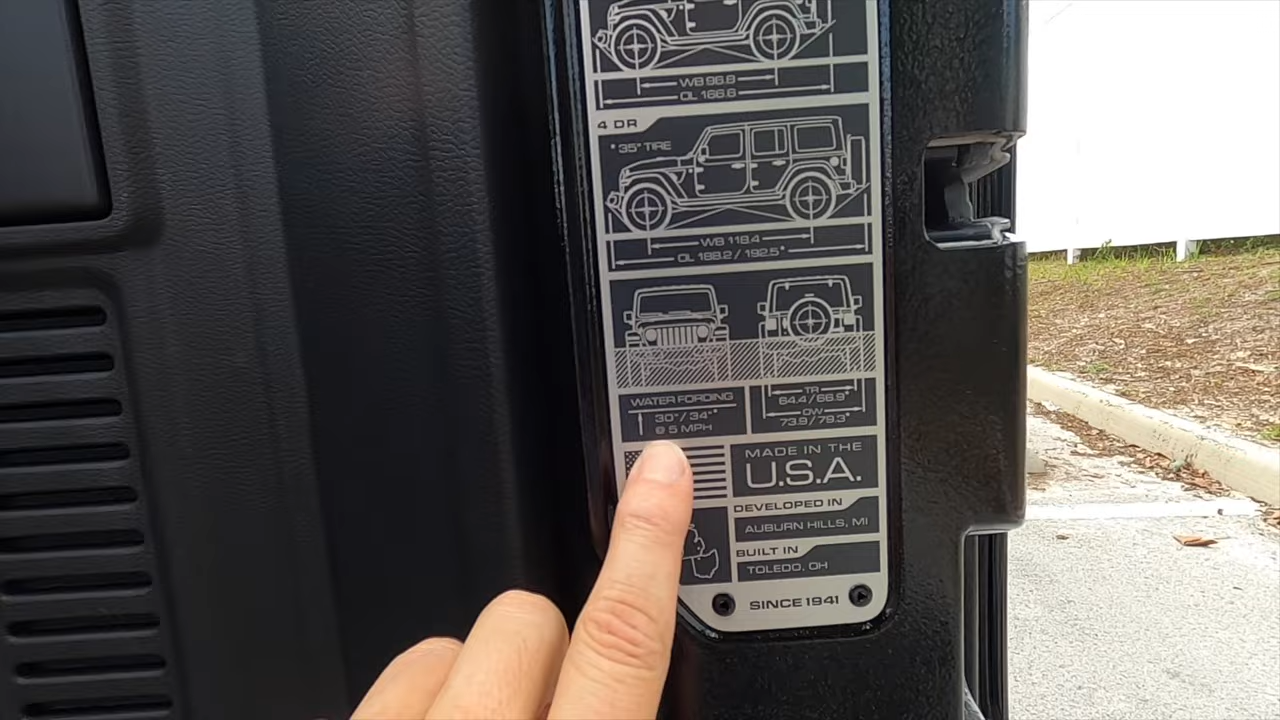 WB 96.8
OL 166.6
4 DR
*35" TIRE
WB 118.4
OL 188.2 / 192.5*
WATER FORDING
30"/34"*
@ 5 MPH
TR
64.4/66.9*
OW
73.9/79.3*
MADE IN THE
U.S.A.
DEVELOPED IN
AUBURN HILLS, MI
BUILT IN
TOLEDO, OH
SINCE 1941